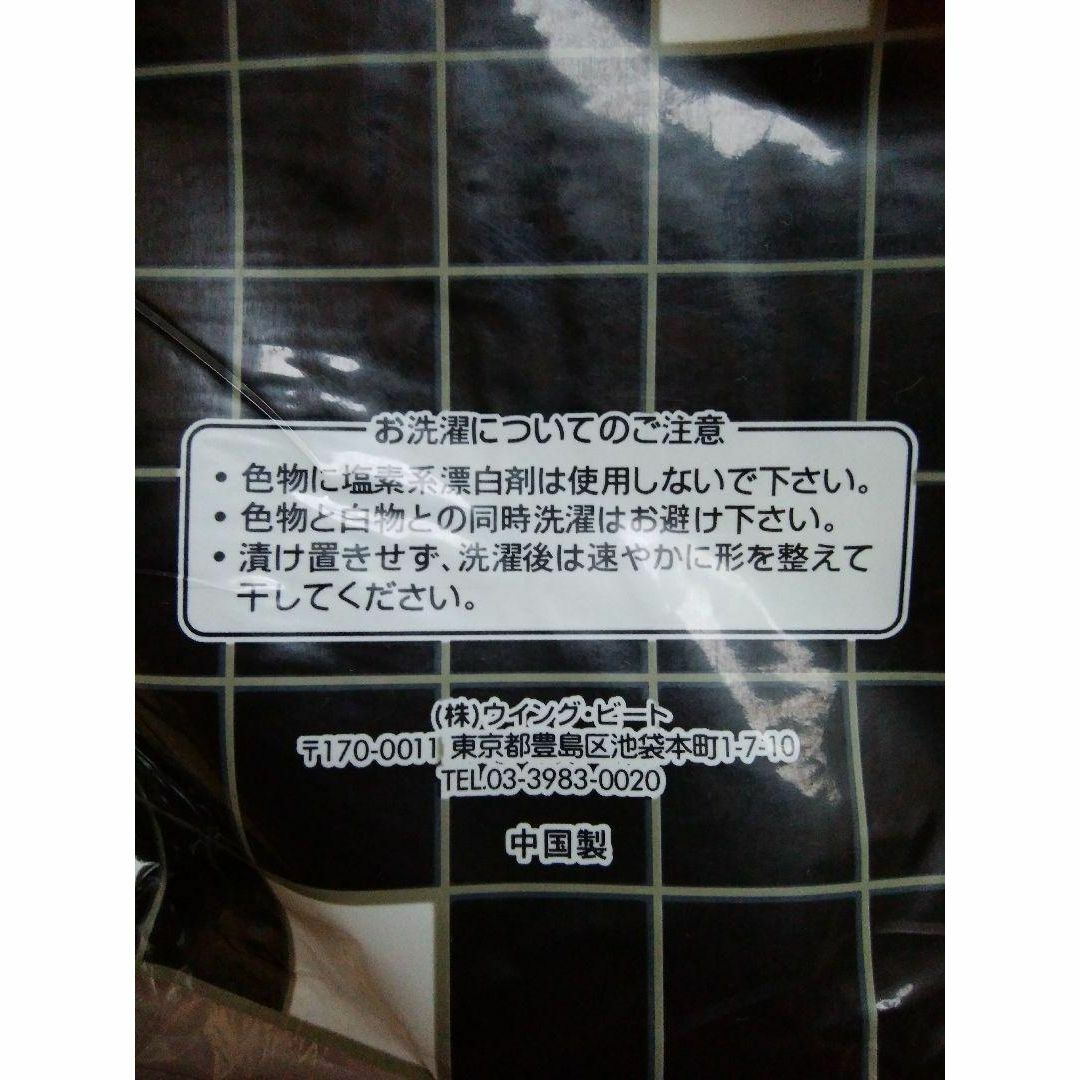 お洗濯についてのご注意
・色物に塩素系漂白剤は使用しないで下さい。
・色物と白物との同時洗濯はお避け下さい。
・漬け置きせず、洗濯後は速やかに形を整えて
干してください。
(株)ウイング・ビート
〒170-0011 東京都豊島区池袋本町1-7-10
TEL.03-3983-0020
中国製